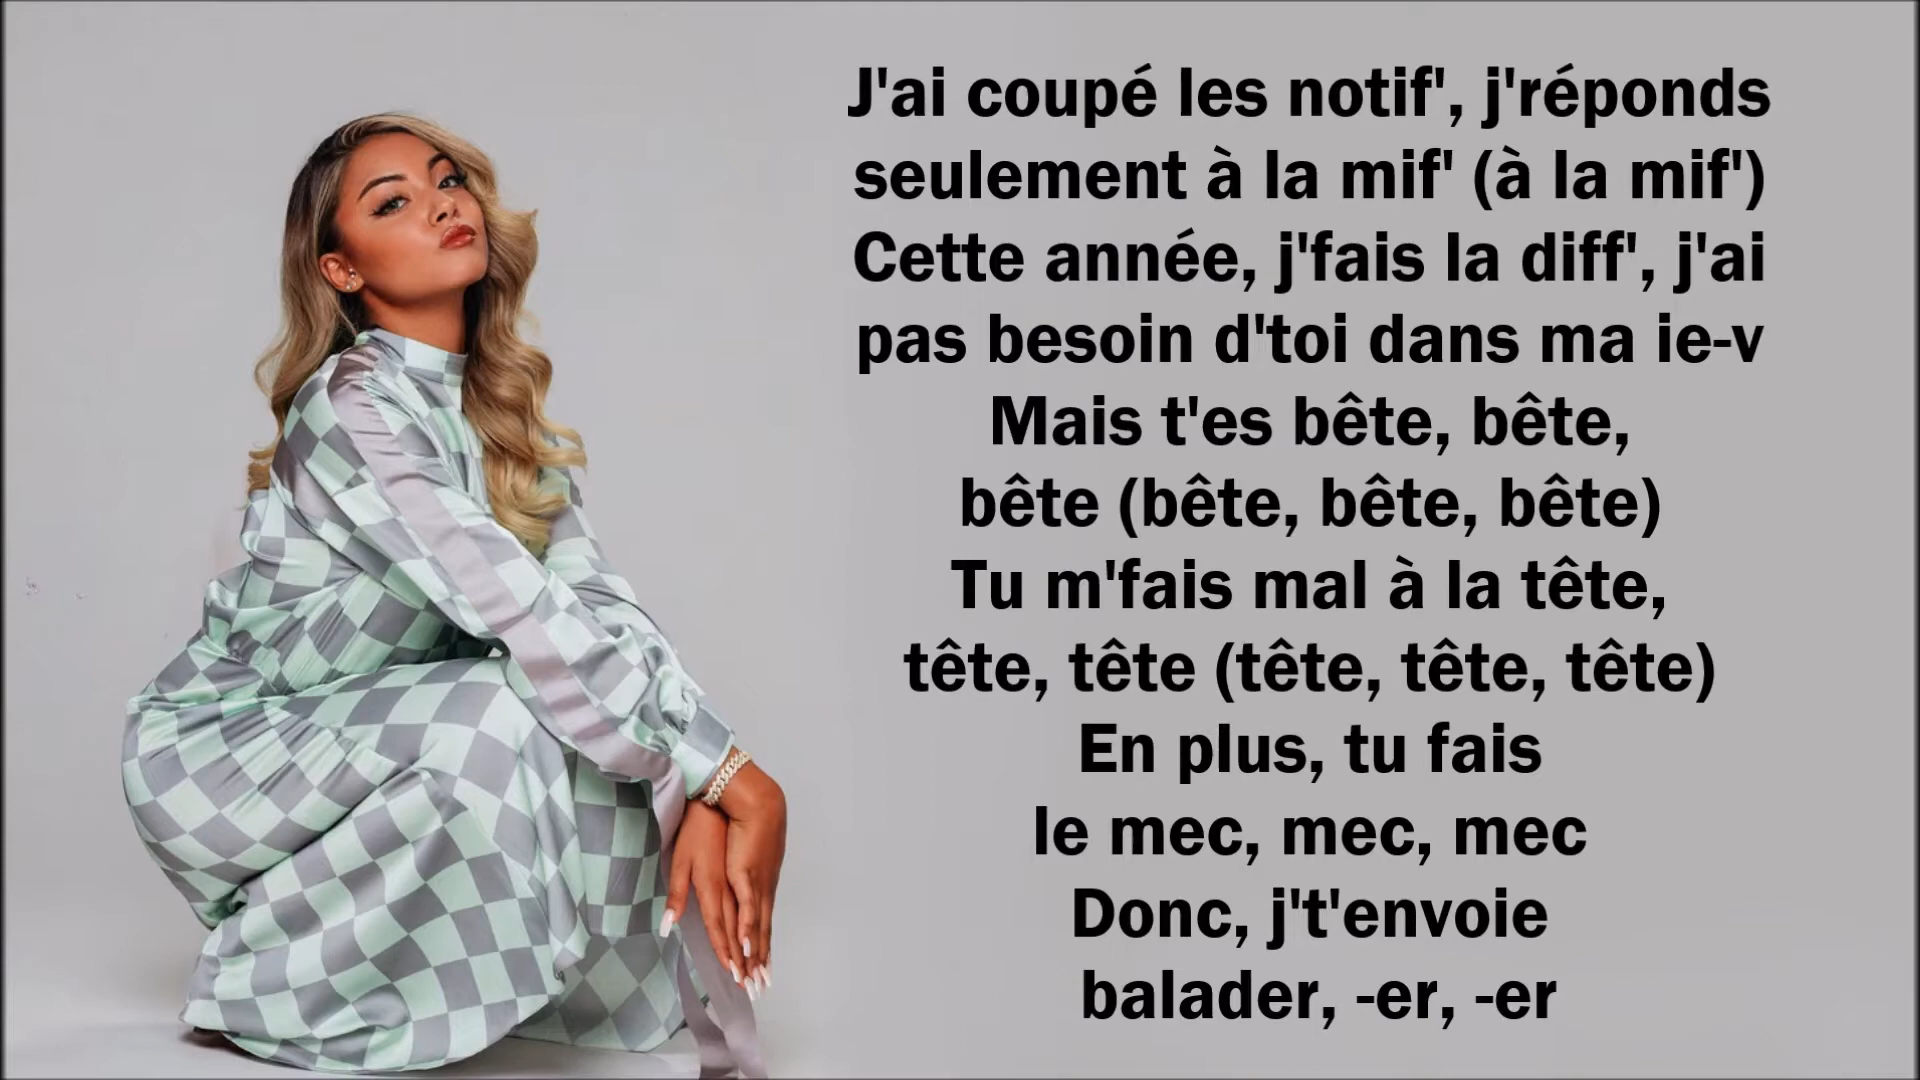 J'ai coupé les notif', j'réponds
seulement à la mif' (à la mif')
Cette année, j'fais la diff', j'ai
pas besoin d'toi dans ma ie-v
Mais t'es bête, bête,
bête (bête, bête, bête)
Tu m'fais mal à la tête,
tête, tête (tête, tête, tête)
En plus, tu fais
le mec, mec, mec
Donc, j't'envoie
balader, -er, -er